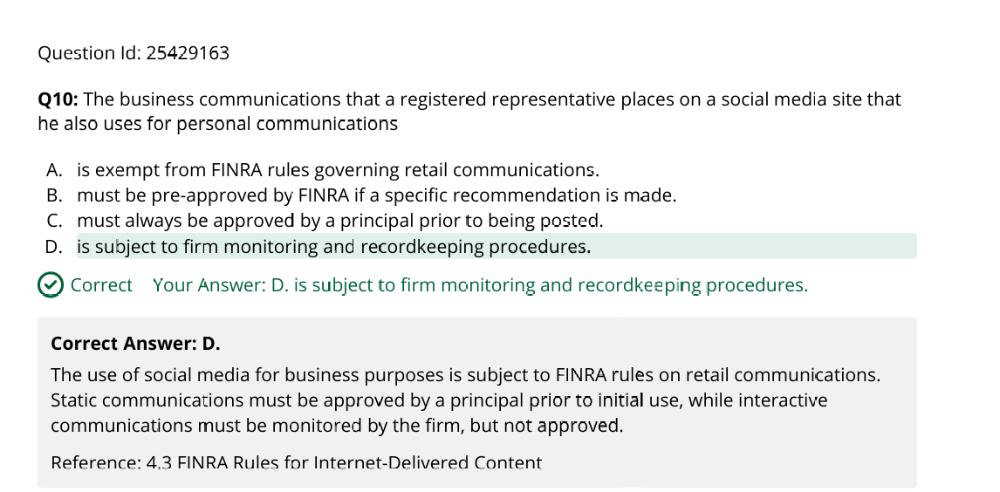 Question Id: 25429163
Q10: The business communications that a registered representative places on a social media site that
he also uses for personal communications
A. is exempt from FINRA rules governing retail communications.
B. must be pre-approved by FINRA if a specific recommendation is made.
C. must always be approved by a principal prior to being posted.
D. is subject to firm monitoring and recordkeeping procedures.
Correct Your Answer: D. is subject to firm monitoring and recordkeeping procedures.
Correct Answer: D.
The use of social media for business purposes is subject to FINRA rules on retail communications.
Static communications must be approved by a principal prior to initial use, while interactive
communications must be monitored by the firm, but not approved.
Reference: 4.3 FINRA Rules for Internet-Delivered Content